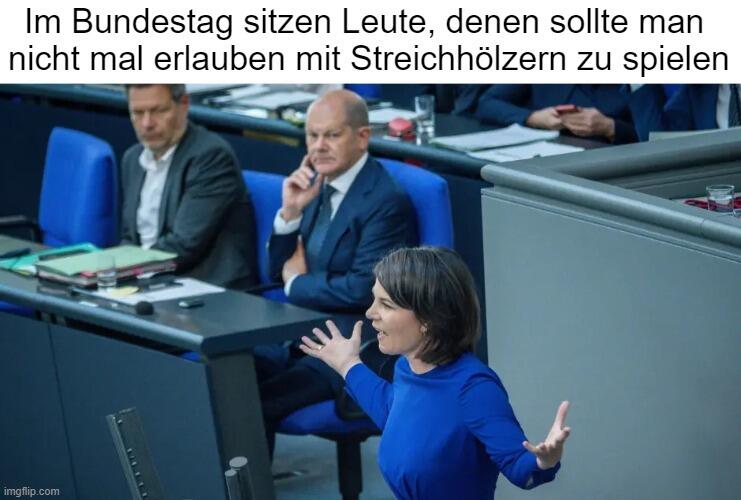 Im Bundestag sitzen Leute, denen sollte man
nicht mal erlauben mit Streichhölzern zu spielen
imgflip.com